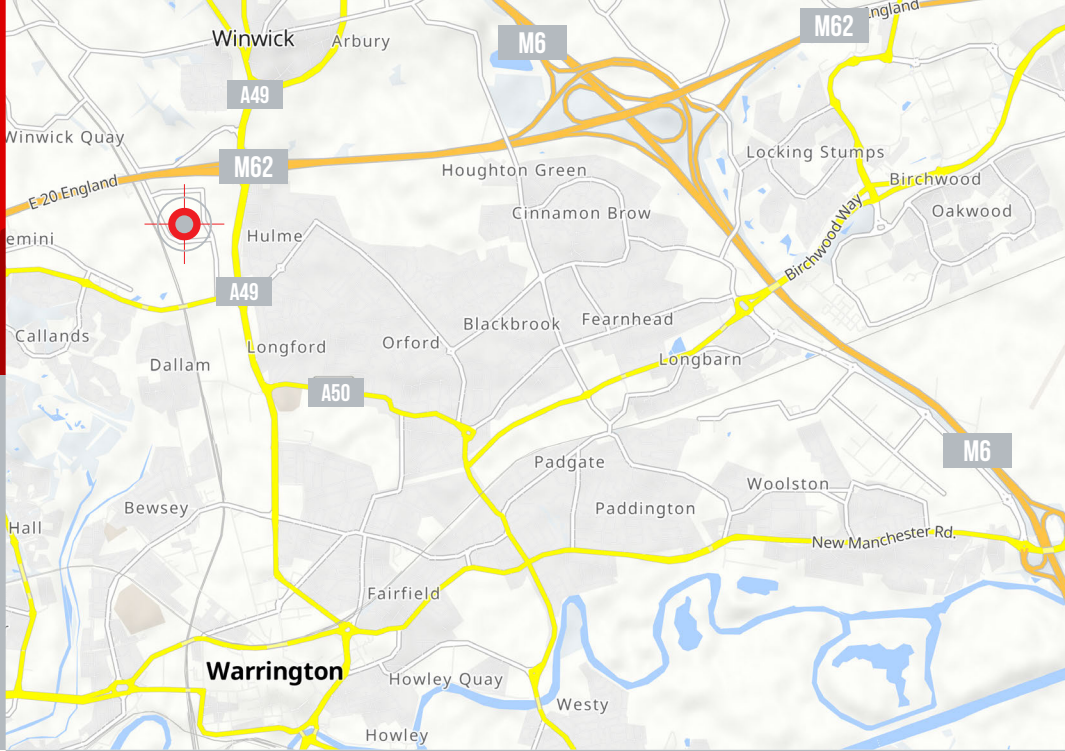 England
M62
Winwick
Arbury
M6
A49
Winwick Quay
Locking Stumps
M62
Houghton Green
Birchwood
E 20 England
Cinnamon Brow
Oakwood
emini
Hulme
Birchwood Way
A49
Callands
Blackbrook
Fearnhead
Longford
Orford
Longbarn
Dallam
A50
M6
Padgate
Woolston
Bewsey
Paddington
Hall
New Manchester Rd.
Fairfield
Warrington
Howley Quay
Westy
Howley